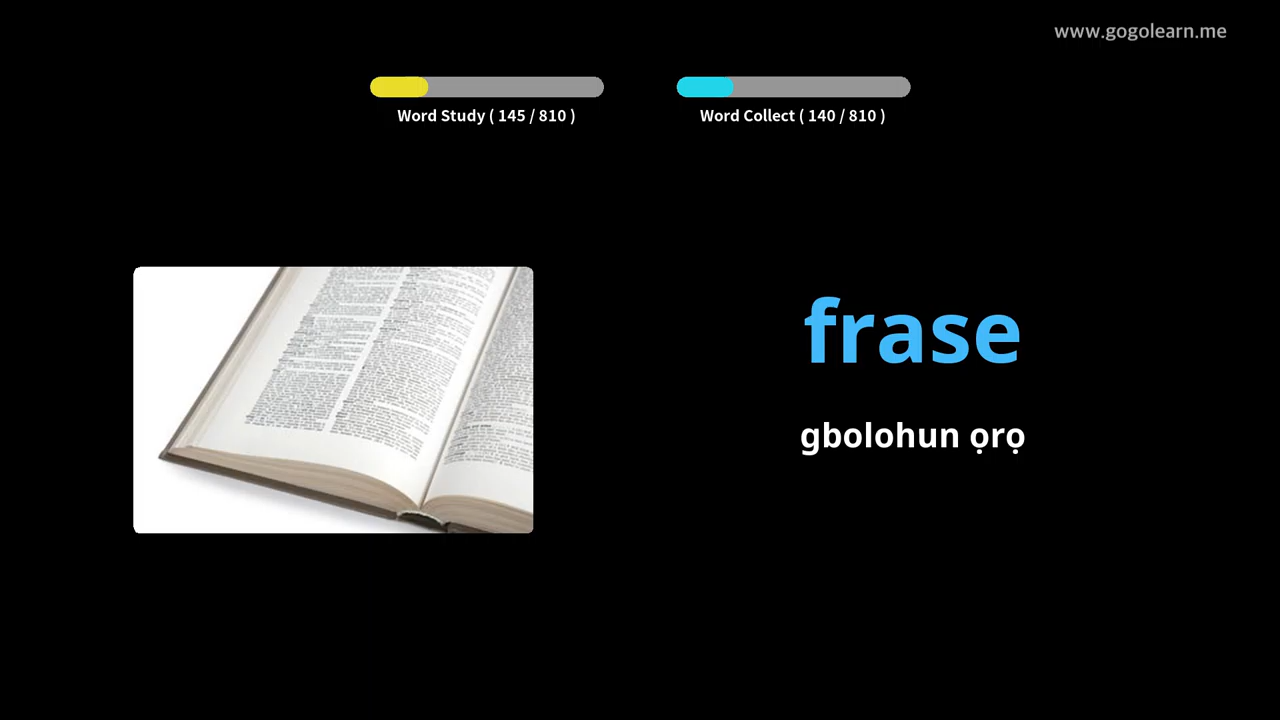 www.gogolearn.me
Word Study ( 145 / 810 )
Word Collect ( 140 / 810 )
frase
gbolohun ọrọ